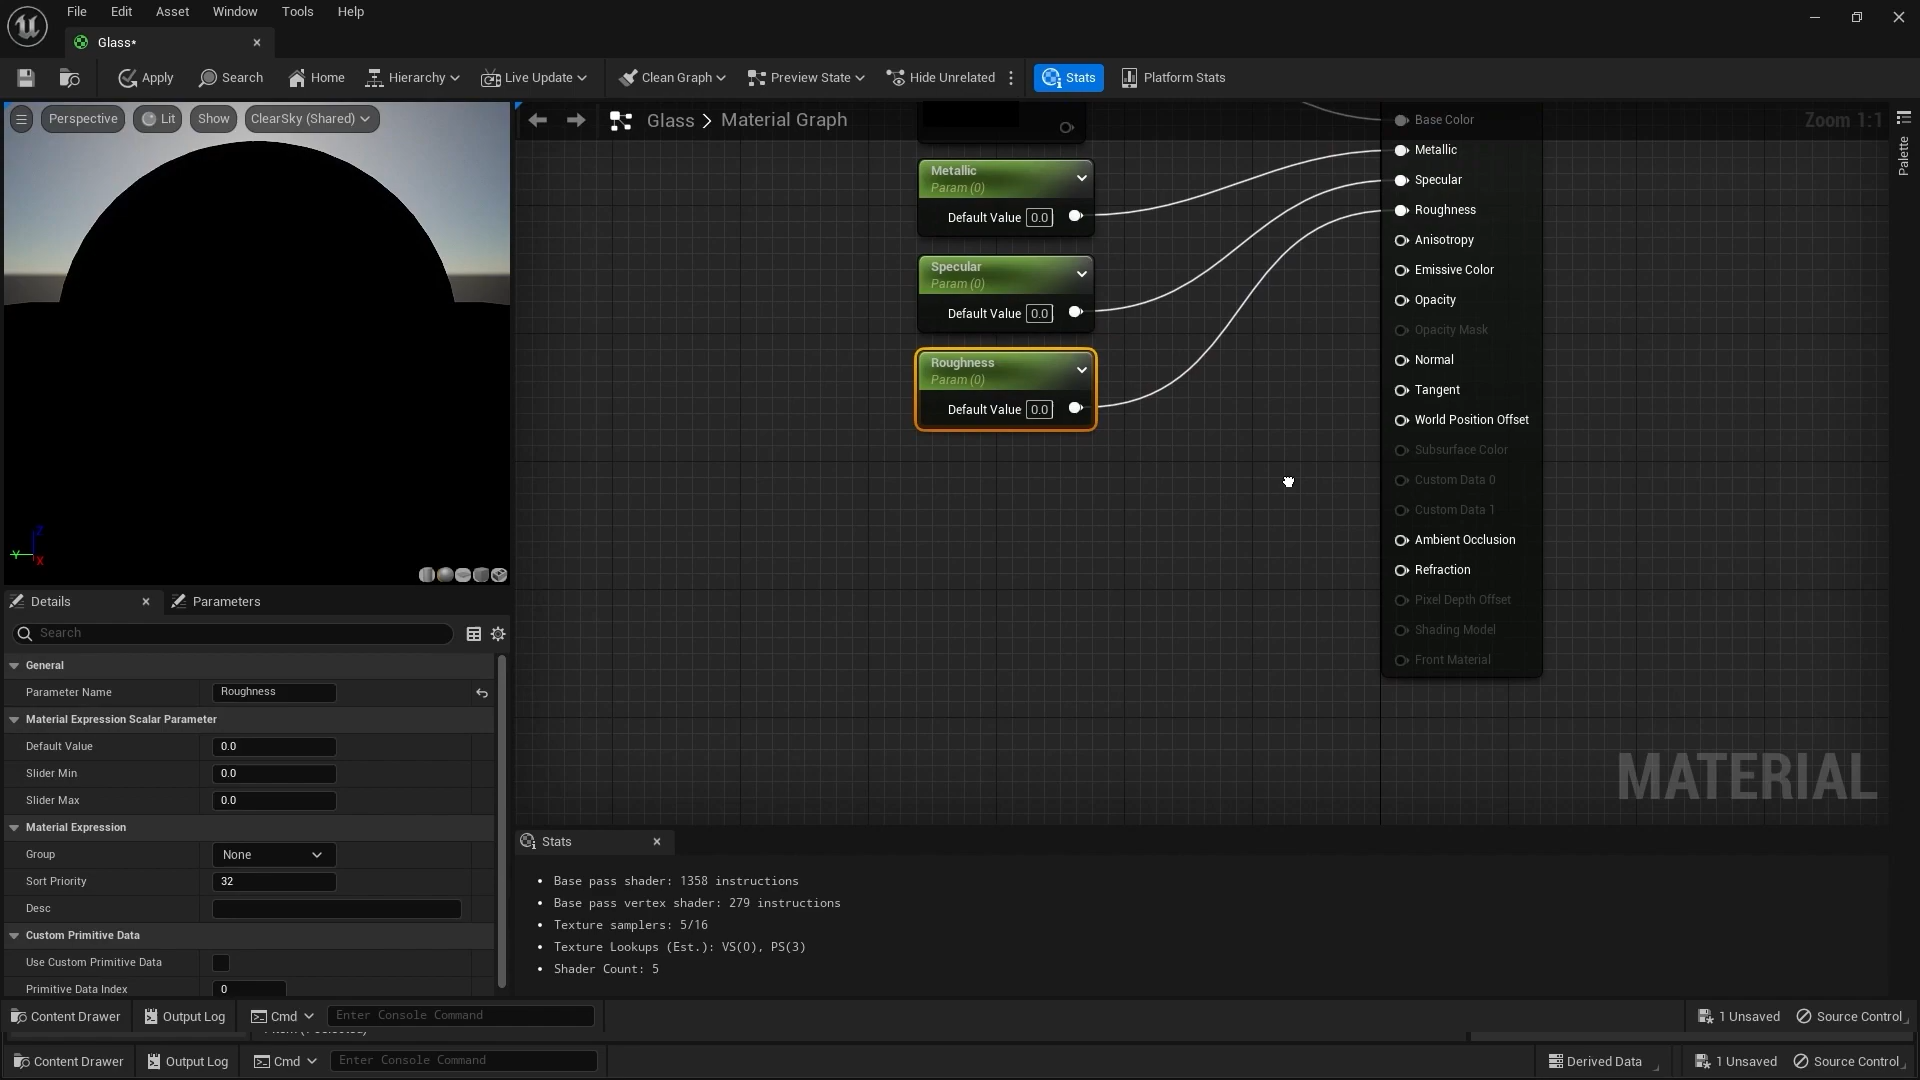 File Edit Asset Window Tools Help
Glass*
Apply Search Home Hierarchy Live Update Clean Graph Preview State Hide Unrelated Stats Platform Stats
Perspective Lit Show ClearSky (Shared)
Glass > Material Graph
Zoom 1:1
Palette
Metallic
Param (0)
Default Value 0.0
Specular
Param (0)
Default Value 0.0
Roughness
Param (0)
Default Value 0.0
Base Color
Metallic
Specular
Roughness
Anisotropy
Emissive Color
Opacity
Opacity Mask
Normal
Tangent
World Position Offset
Subsurface Color
Custom Data 0
Custom Data 1
Ambient Occlusion
Refraction
Pixel Depth Offset
Shading Model
Front Material
MATERIAL
Z
Y
X
Details Parameters
Search
General
Parameter Name Roughness
Material Expression Scalar Parameter
Default Value 0.0
Slider Min 0.0
Slider Max 0.0
Material Expression
Group None
Sort Priority 32
Desc
Custom Primitive Data
Use Custom Primitive Data
Primitive Data Index 0
Stats
• Base pass shader: 1358 instructions
• Base pass vertex shader: 279 instructions
• Texture samplers: 5/16
• Texture Lookups (Est.): VS(0), PS(3)
• Shader Count: 5
Content Drawer Output Log Cmd Enter Console Command 1 Unsaved Source Control
Content Drawer Output Log Cmd Enter Console Command Derived Data 1 Unsaved Source Control